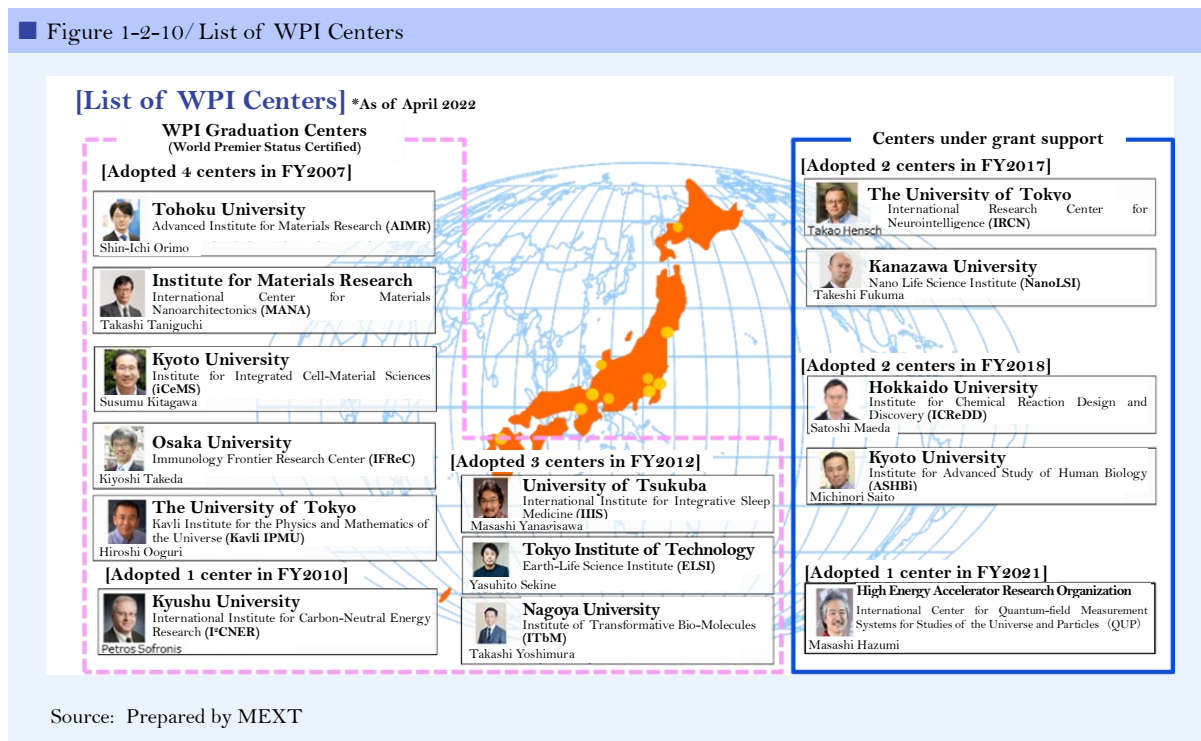 Figure 1-2-10/ List of WPI Centers
[List of WPI Centers] *As of April 2022
WPI Graduation Centers
(World Premier Status Certified)
[Adopted 4 centers in FY2007]
Tohoku University
Advanced Institute for Materials Research (AIMR)
Shin-Ichi Orimo
Institute for Materials Research
International Center for Materials
Nanoarchitectonics (MANA)
Takashi Taniguchi
Kyoto University
Institute for Integrated Cell-Material Sciences
(iCeMS)
Susumu Kitagawa
Osaka University
Immunology Frontier Research Center (IFReC)
Kiyoshi Takeda
The University of Tokyo
Kavli Institute for the Physics and Mathematics of
the Universe (Kavli IPMU)
Hiroshi Ooguri
[Adopted 1 center in FY2010]
Kyushu University
International Institute for Carbon-Neutral Energy
Research (I²CNER)
Petros Sofronis
[Adopted 3 centers in FY2012]
University of Tsukuba
International Institute for Integrative Sleep
Medicine (IIIS)
Masashi Yanagisawa
Tokyo Institute of Technology
Earth-Life Science Institute (ELSI)
Yasuhito Sekine
Nagoya University
Institute of Transformative Bio-Molecules
(ITbM)
Takashi Yoshimura
Centers under grant support
[Adopted 2 centers in FY2017]
The University of Tokyo
International Research Center for
Neurointelligence (IRCN)
Takao Hensch
Kanazawa University
Nano Life Science Institute (NanoLSI)
Takeshi Fukuma
[Adopted 2 centers in FY2018]
Hokkaido University
Institute for Chemical Reaction Design and
Discovery (ICReDD)
Satoshi Maeda
Kyoto University
Institute for Advanced Study of Human Biology
(ASHBi)
Michinori Saito
[Adopted 1 center in FY2021]
High Energy Accelerator Research Organization
International Center for Quantum-field Measurement
Systems for Studies of the Universe and Particles（QUP）
Masashi Hazumi
Source: Prepared by MEXT